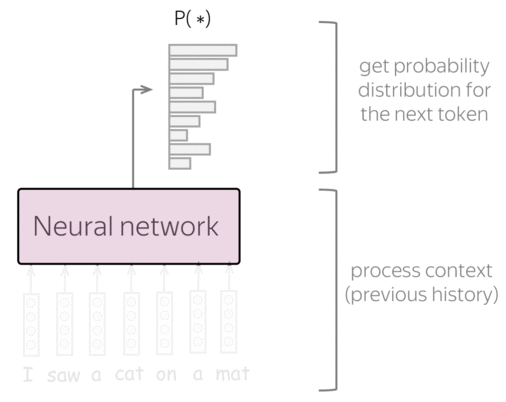 P( *)
get probability
distribution for
the next token
Neural network
process context
(previous history)
I saw a cat on a mat